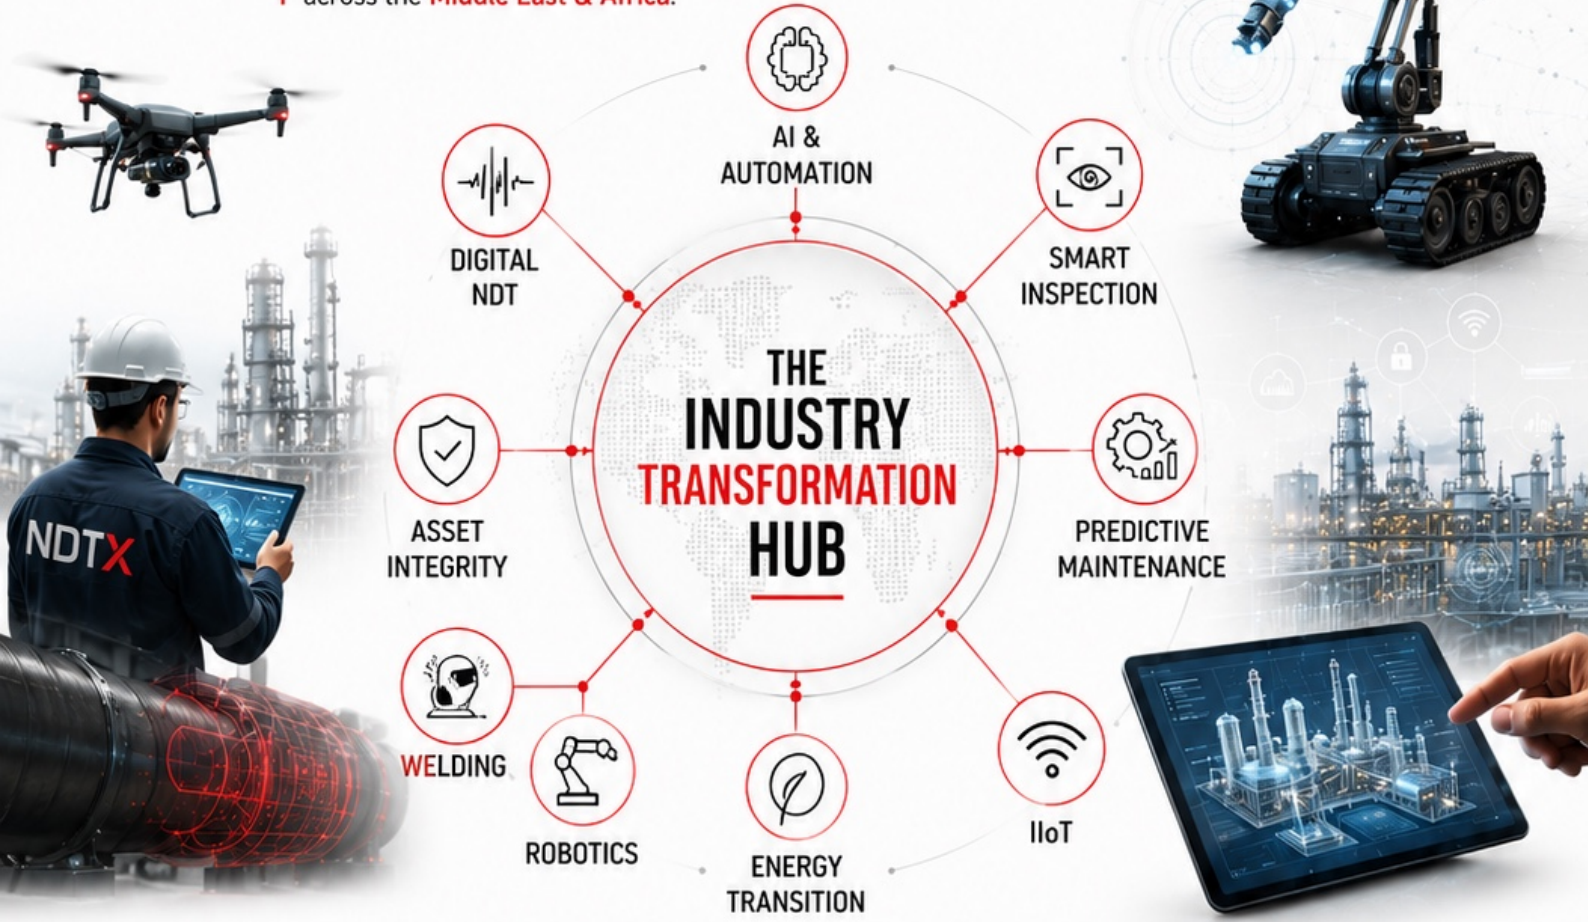 across the Middle East & Africa.
AI &
AUTOMATION
DIGITAL
NDT
SMART
INSPECTION
THE
INDUSTRY
TRANSFORMATION
HUB
ASSET
INTEGRITY
PREDICTIVE
MAINTENANCE
NDTX
WELDING
ROBOTICS
ENERGY
TRANSITION
IIoT